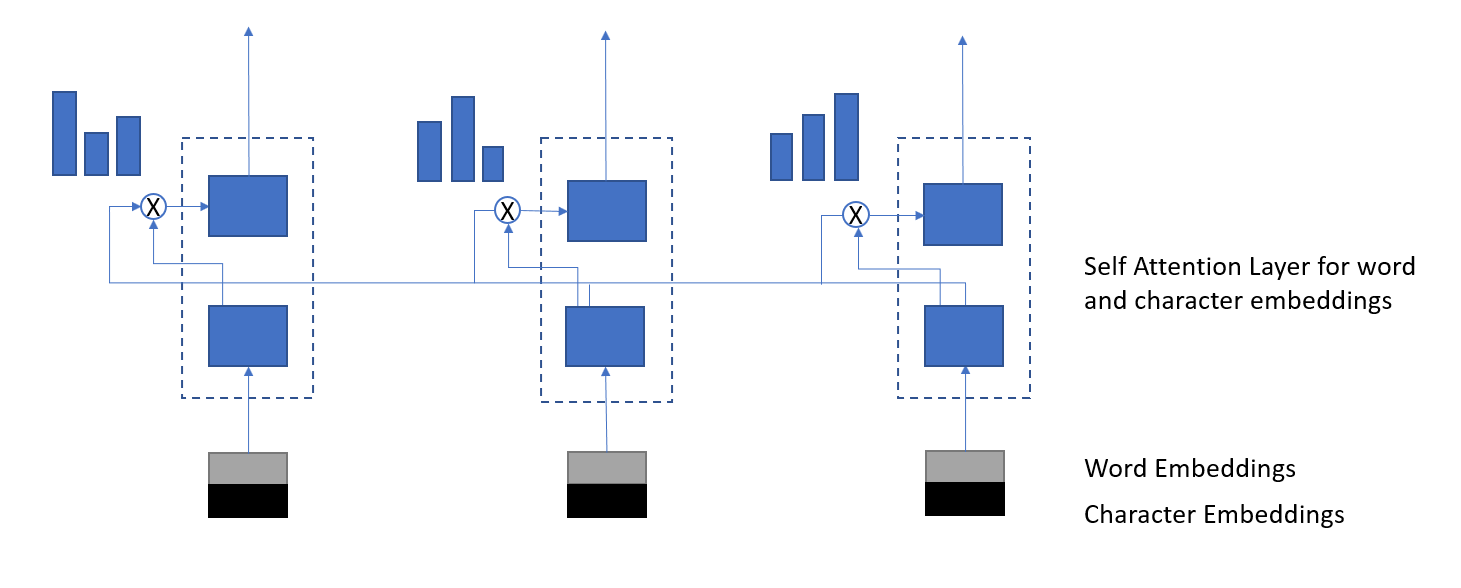 X
X
X
Self Attention Layer for word
and character embeddings
Word Embeddings
Character Embeddings